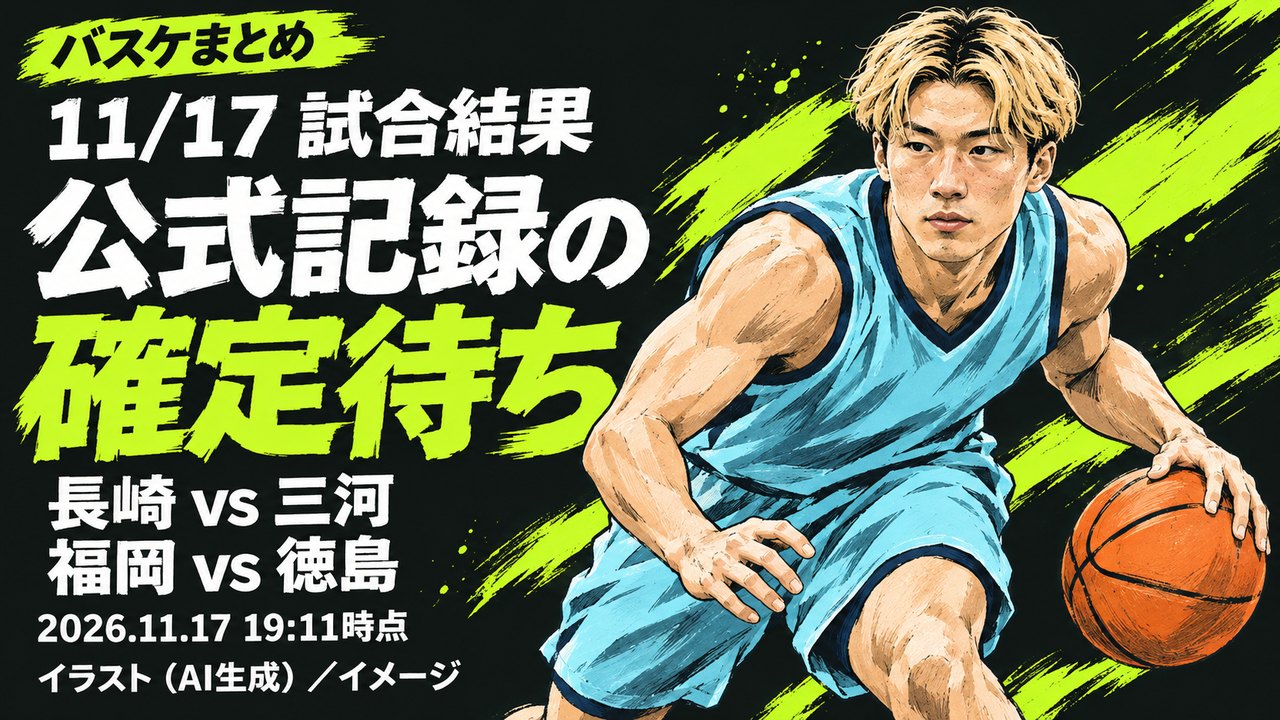 バスケまとめ
11/17 試合結果
公式記録の
確定待ち
長崎 vs 三河
福岡 vs 徳島
2026.11.17 19:11時点
イラスト（AI生成）／イメージ